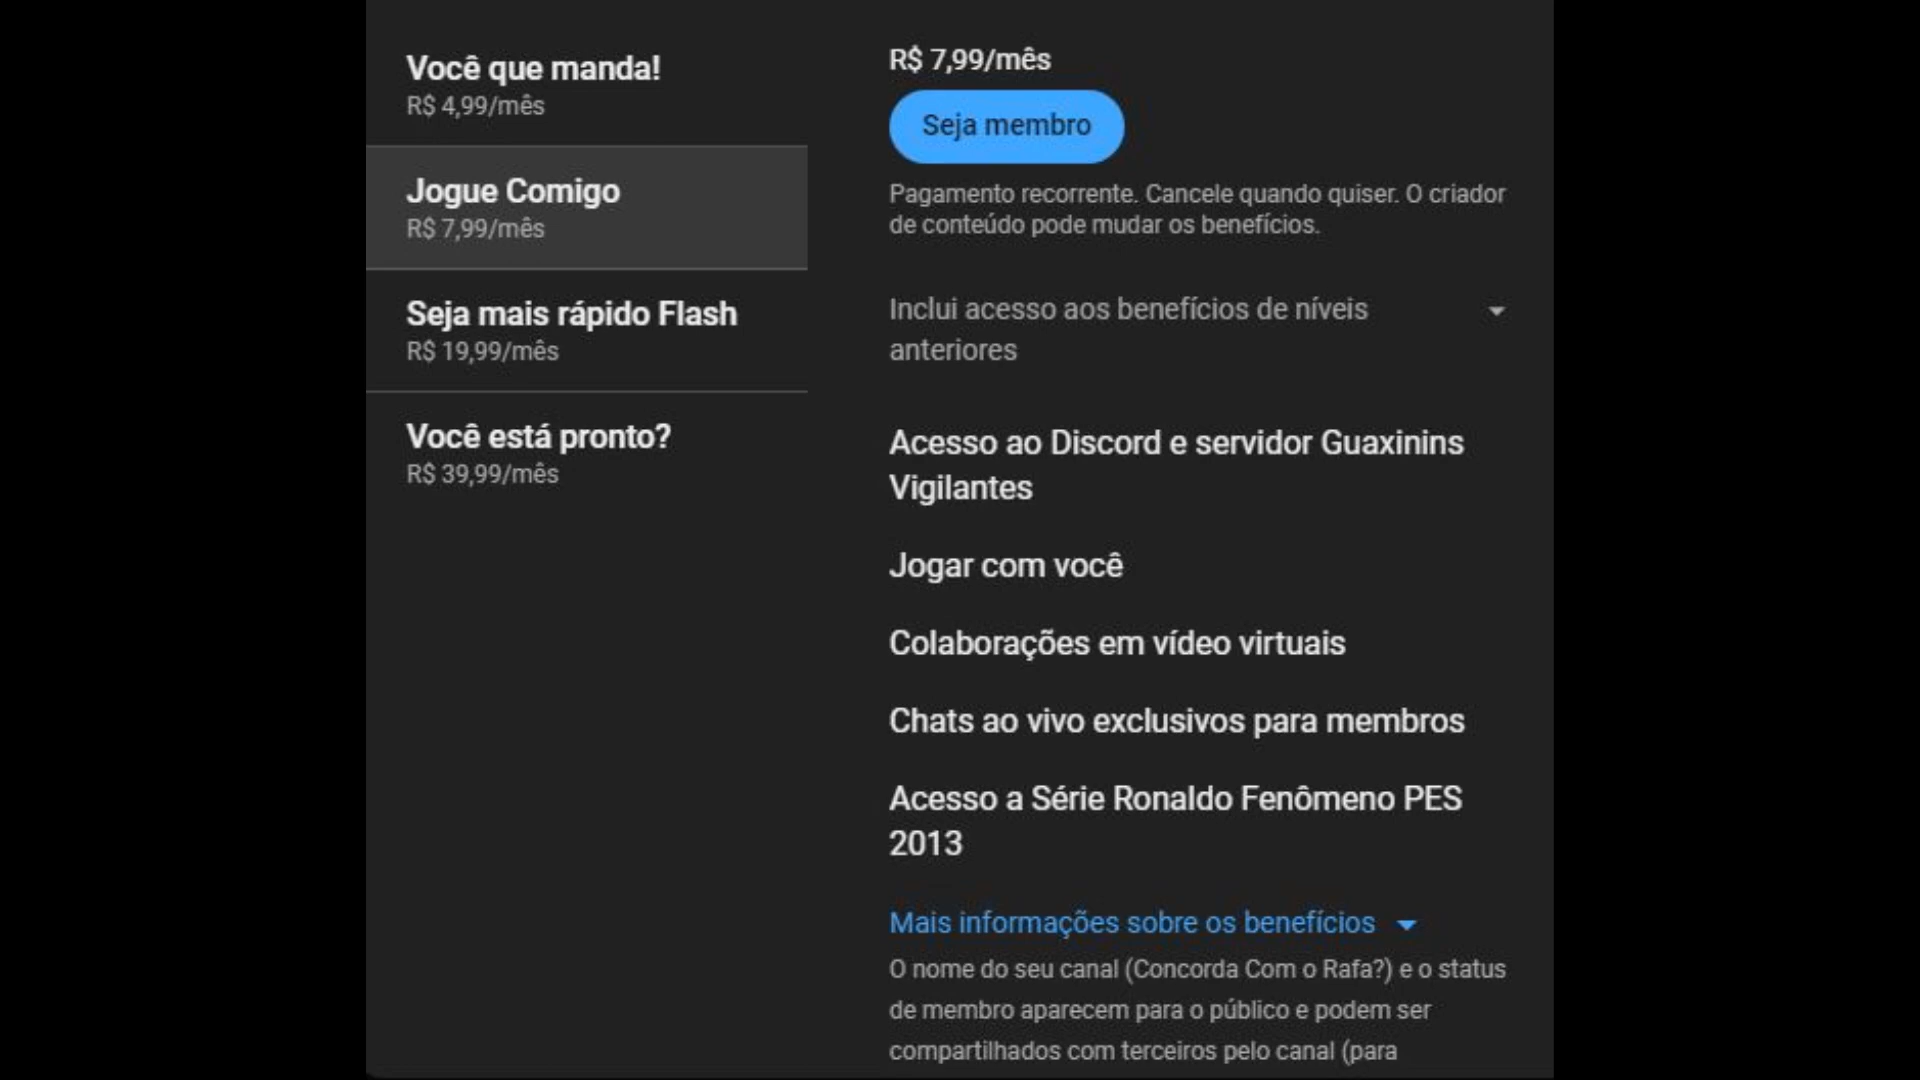 Você que manda!
R$ 4,99/mês
Jogue Comigo
R$ 7,99/mês
Seja mais rápido Flash
R$ 19,99/mês
Você está pronto?
R$ 39,99/mês
R$ 7,99/mês
Seja membro
Pagamento recorrente. Cancele quando quiser. O criador
de conteúdo pode mudar os benefícios.
Inclui acesso aos benefícios de níveis
anteriores
Acesso ao Discord e servidor Guaxinins
Vigilantes
Jogar com você
Colaborações em vídeo virtuais
Chats ao vivo exclusivos para membros
Acesso a Série Ronaldo Fenômeno PES
2013
Mais informações sobre os benefícios
O nome do seu canal (Concorda Com o Rafa?) e o status
de membro aparecem para o público e podem ser
compartilhados com terceiros pelo canal (para